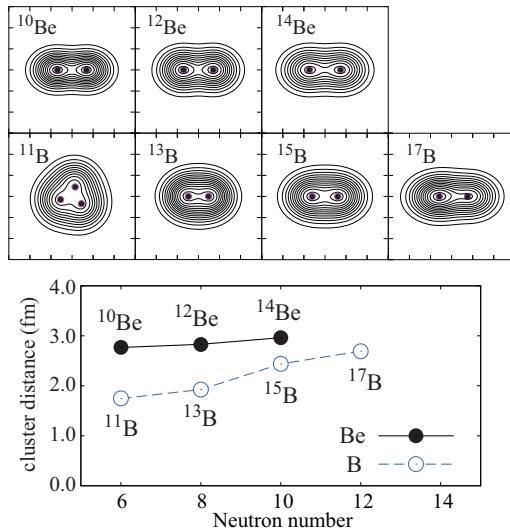 ¹⁰Be ¹²Be ¹⁴Be
¹¹B ¹³B ¹⁵B ¹⁷B
4.0
¹⁰Be ¹²Be ¹⁴Be
3.0
2.0
¹¹B ¹³B ¹⁵B ¹⁷B
1.0
Be
B
0.0
cluster distance (fm)
6 8 10 12 14
Neutron number